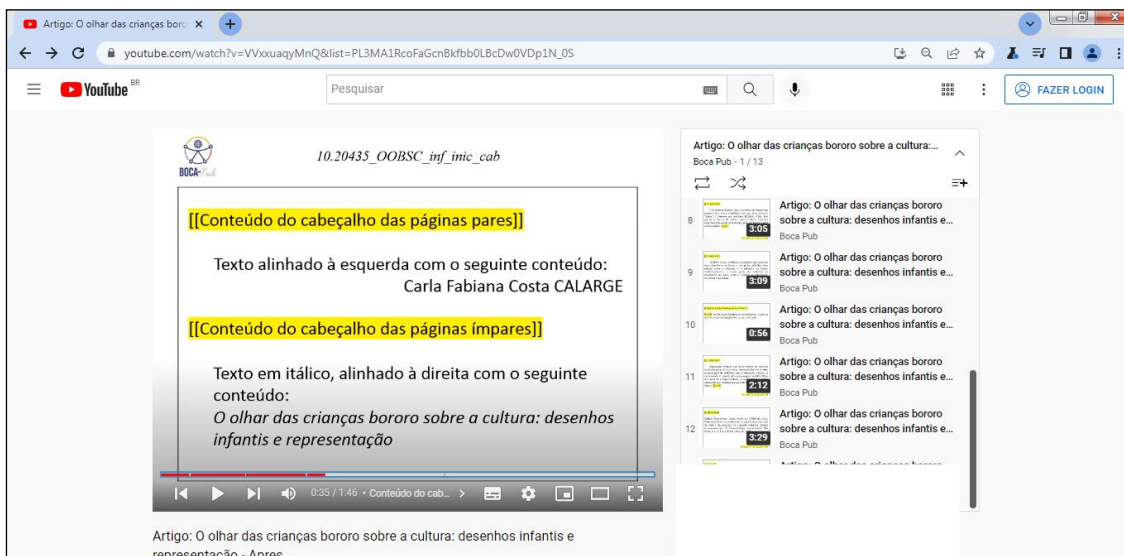 Artigo: O olhar das crianças boro
youtube.com/watch?v=VVxxuaqyMnQ&list=PL3MA1RcoFaGcnBkfbb0LBcDw0VDp1N_0S
YouTube BR
Pesquisar
FAZER LOGIN
BOCA-Pub
10.20435_OOBSC_inf_inic_cab
[[Conteúdo do cabeçalho das páginas pares]]
Texto alinhado à esquerda com o seguinte conteúdo:
Carla Fabiana Costa CALARGE
[[Conteúdo do cabeçalho das páginas ímpares]]
Texto em itálico, alinhado à direita com o seguinte
conteúdo:
O olhar das crianças bororo sobre a cultura: desenhos
infantis e representação
0:35 / 1:46 • Conteúdo do cab... >
Artigo: O olhar das crianças bororo sobre a cultura: desenhos infantis e
representação - Apres
Artigo: O olhar das crianças bororo sobre a cultura:...
Boca Pub - 1 / 13
8
3:05
Artigo: O olhar das crianças bororo
sobre a cultura: desenhos infantis e...
Boca Pub
9
3:09
Artigo: O olhar das crianças bororo
sobre a cultura: desenhos infantis e...
Boca Pub
10
0:56
Artigo: O olhar das crianças bororo
sobre a cultura: desenhos infantis e...
Boca Pub
11
2:12
Artigo: O olhar das crianças bororo
sobre a cultura: desenhos infantis e...
Boca Pub
12
3:29
Artigo: O olhar das crianças bororo
sobre a cultura: desenhos infantis e...
Boca Pub